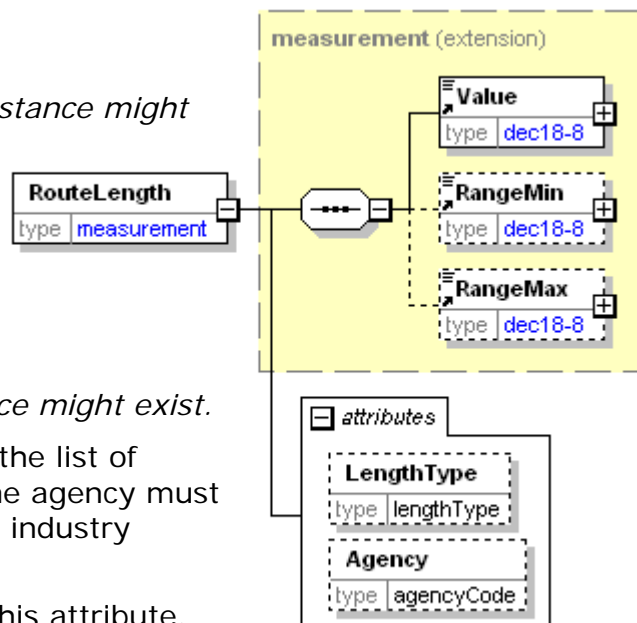 measurement (extension)
stance might
Value
type dec18-8
RouteLength
type measurement
RangeMin
type dec18-8
RangeMax
type dec18-8
ce might exist.
attributes
the list of
LengthType
type lengthType
agency must
industry
Agency
type agencyCode
his attribute